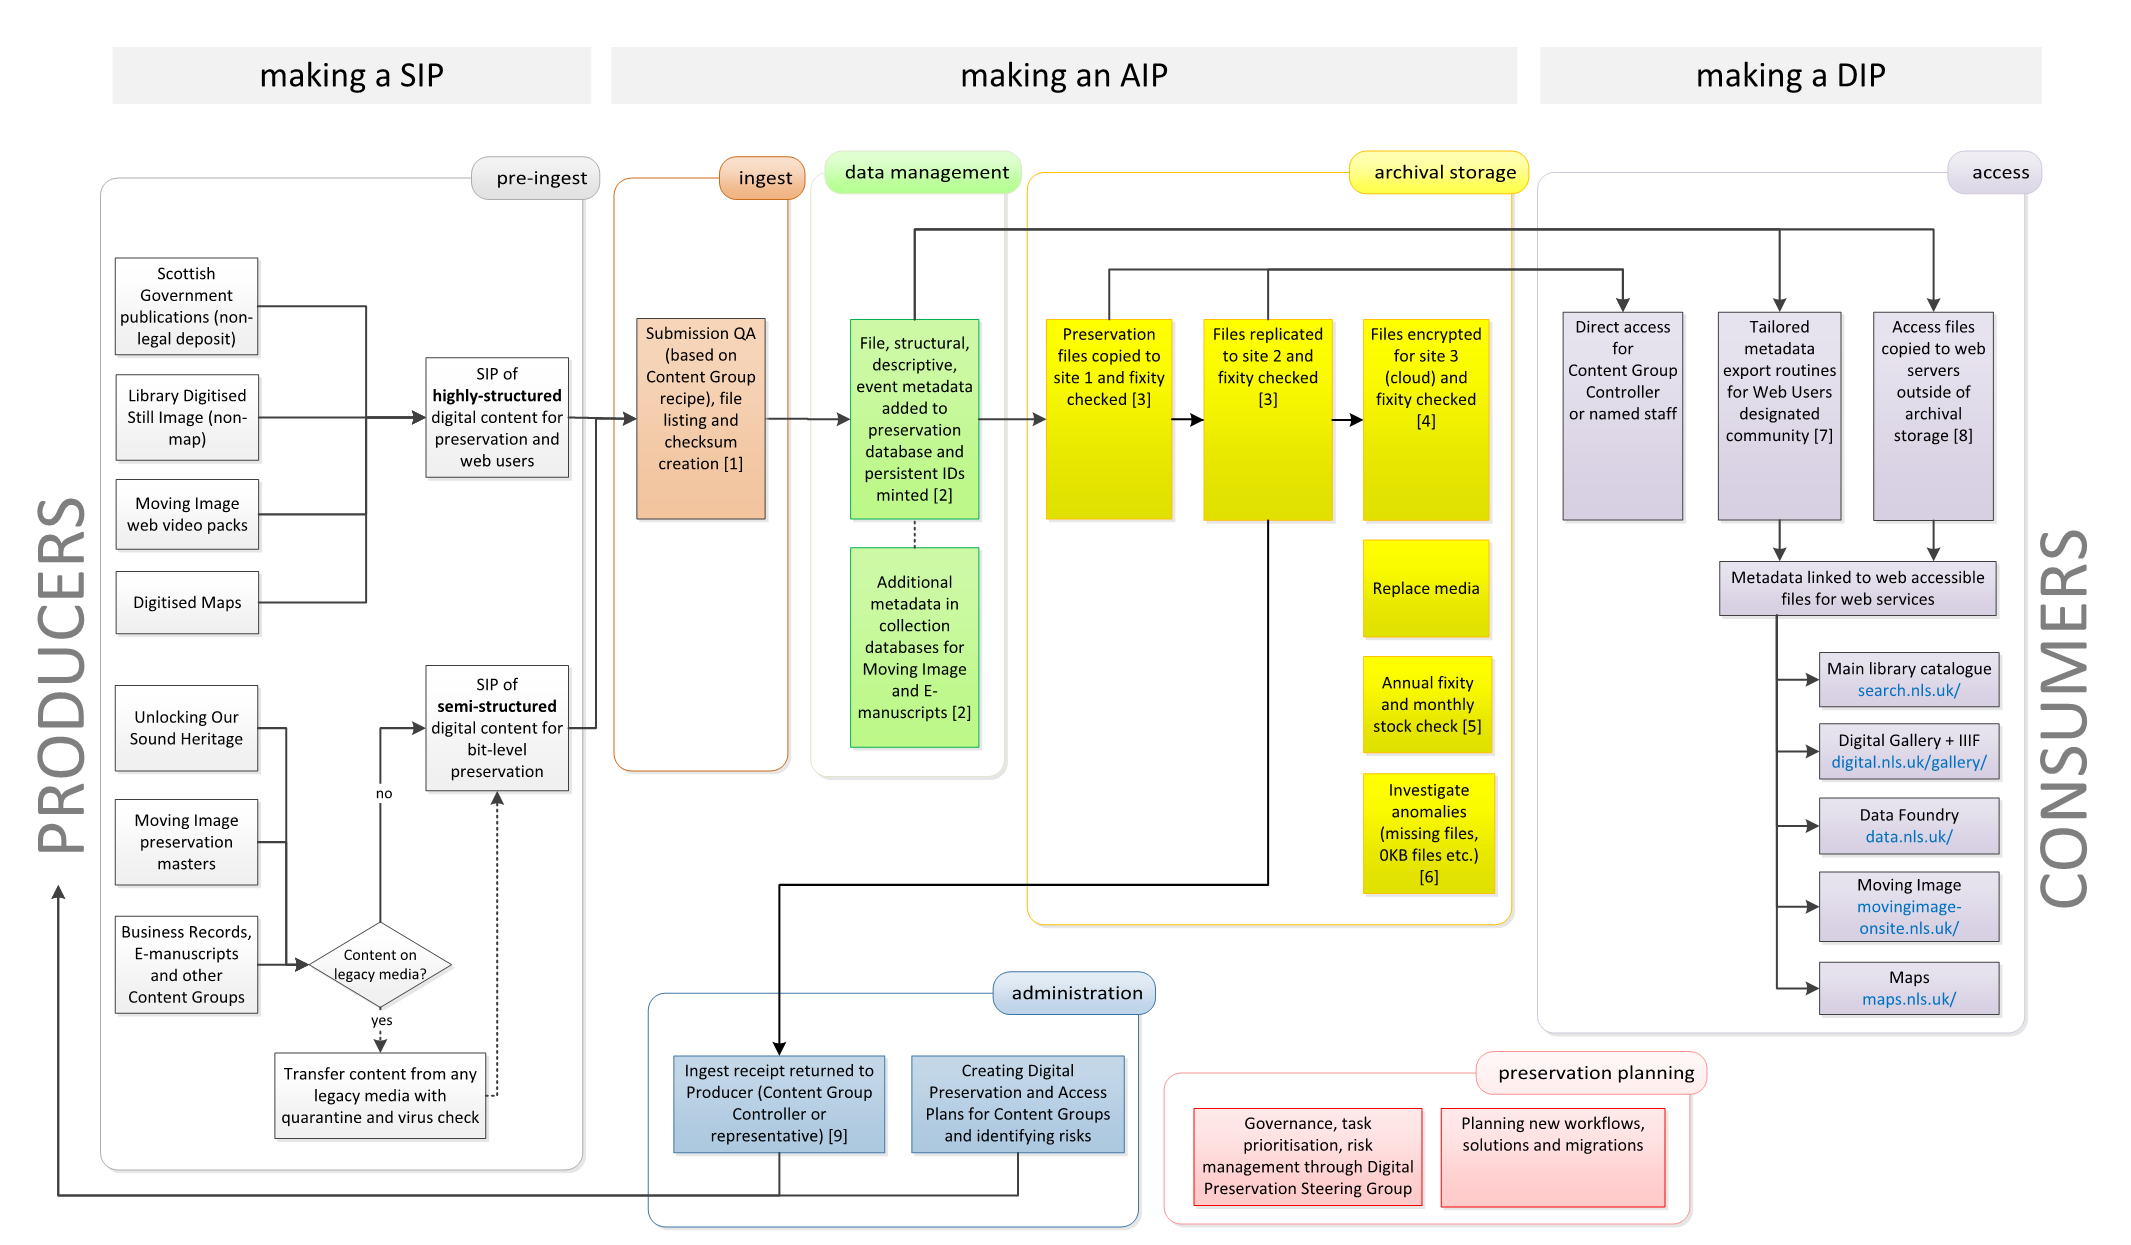 making a SIP
making an AIP
making a DIP
PRODUCERS
pre-ingest
Scottish
Government
publications (non-
legal deposit)
Library Digitised
Still Image (non-
map)
Moving Image
web video packs
Digitised Maps
SIP of
highly-structured
digital content for
preservation and
web users
Unlocking Our
Sound Heritage
Moving Image
preservation
masters
Business Records,
E-manuscripts
and other
Content Groups
Content on
legacy media?
no
yes
SIP of
semi-structured
digital content for
bit-level
preservation
Transfer content from any
legacy media with
quarantine and virus check
ingest
Submission QA
(based on
Content Group
recipe), file
listing and
checksum
creation [1]
data management
File, structural,
descriptive,
event metadata
added to
preservation
database and
persistent IDs
minted [2]
Additional
metadata in
collection
databases for
Moving Image
and E-
manuscripts [2]
archival storage
Preservation
files copied to
site 1 and fixity
checked [3]
Files replicated
to site 2 and
fixity checked
[3]
Files encrypted
for site 3
(cloud) and
fixity checked
[4]
Replace media
Annual fixity
and monthly
stock check [5]
Investigate
anomalies
(missing files,
0KB files etc.)
[6]
access
Direct access
for
Content Group
Controller
or named staff
Tailored
metadata
export routines
for Web Users
designated
community [7]
Access files
copied to web
servers
outside of
archival
storage [8]
Metadata linked to web accessible
files for web services
Main library catalogue
search.nls.uk/
Digital Gallery + IIIF
digital.nls.uk/gallery/
Data Foundry
data.nls.uk/
Moving Image
movingimage-
onsite.nls.uk/
Maps
maps.nls.uk/
CONSUMERS
administration
Ingest receipt returned to
Producer (Content Group
Controller or
representative) [9]
Creating Digital
Preservation and Access
Plans for Content Groups
and identifying risks
preservation planning
Governance, task
prioritisation, risk
management through Digital
Preservation Steering Group
Planning new workflows,
solutions and migrations